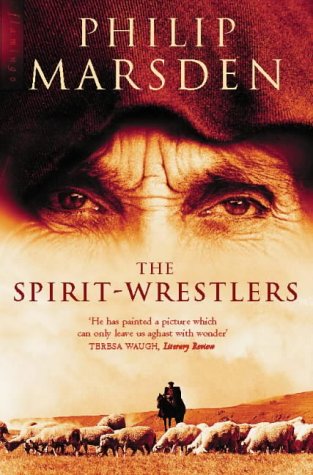 flamingo
PHILIP
MARSDEN
THE
SPIRIT-WRESTLERS
‘He has painted a picture which
can only leave us aghast with wonder’
TERESA WAUGH, Literary Review